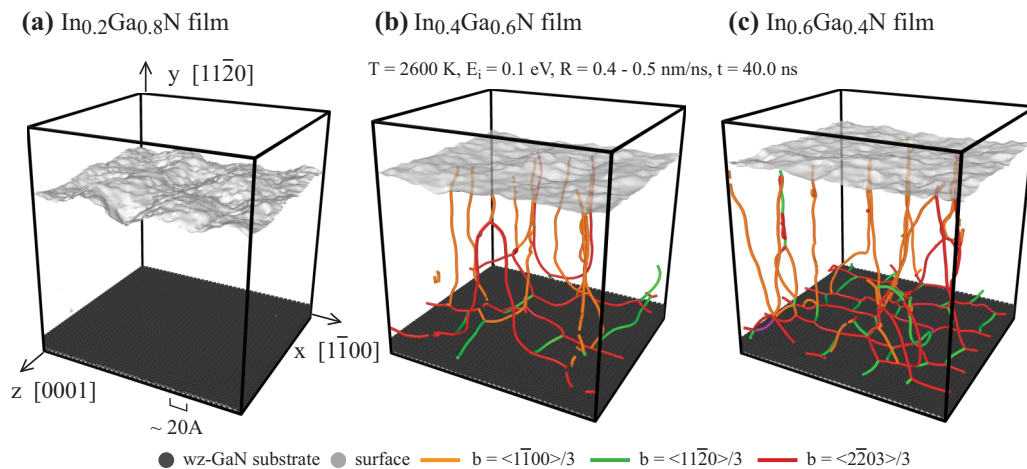 (a) In0.2Ga0.8N film
(b) In0.4Ga0.6N film
(c) In0.6Ga0.4N film
T = 2600 K, Eᵢ = 0.1 eV, R = 0.4 - 0.5 nm/ns, t = 40.0 ns
y [112̅0]
x [11̅00]
z [0001]
~ 20A
wz-GaN substrate
surface
b = <11̅00>/3
b = <112̅0>/3
b = <22̅03>/3